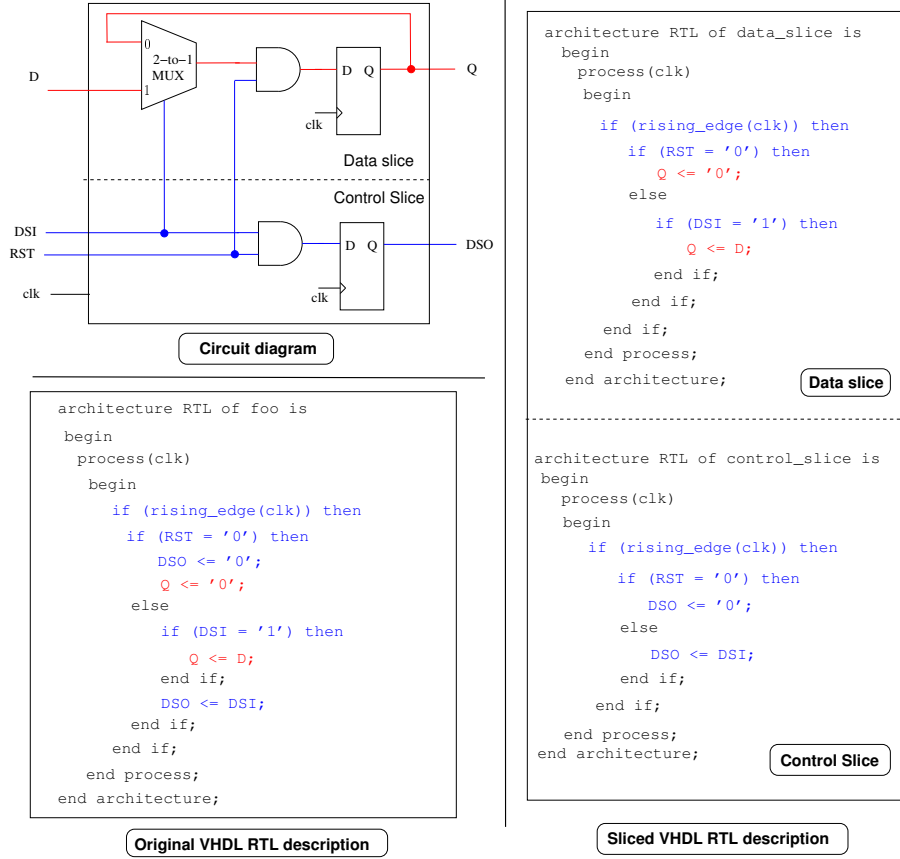 0
2-to-1
MUX
1
D
D Q
Q
clk
Data slice
Control Slice
DSI
RST
clk
D Q
DSO
clk
Circuit diagram
architecture RTL of foo is
begin
process(clk)
begin
if (rising_edge(clk)) then
if (RST = '0') then
DSO <= '0';
Q <= '0';
else
if (DSI = '1') then
Q <= D;
end if;
DSO <= DSI;
end if;
end if;
end process;
end architecture;
Original VHDL RTL description
architecture RTL of data_slice is
begin
process(clk)
begin
if (rising_edge(clk)) then
if (RST = '0') then
Q <= '0';
else
if (DSI = '1') then
Q <= D;
end if;
end if;
end if;
end process;
end architecture;
Data slice
architecture RTL of control_slice is
begin
process(clk)
begin
if (rising_edge(clk)) then
if (RST = '0') then
DSO <= '0';
else
DSO <= DSI;
end if;
end if;
end process;
end architecture;
Control Slice
Sliced VHDL RTL description